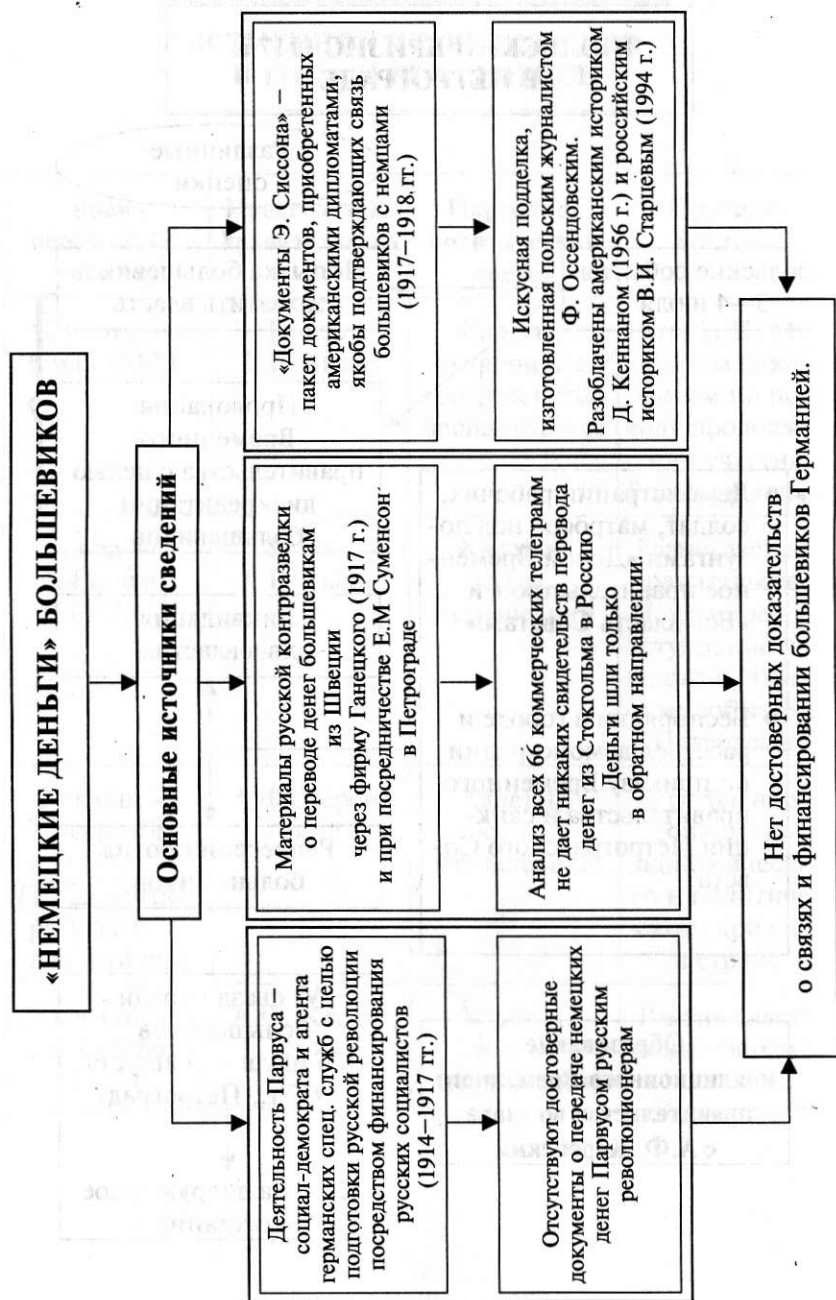 «НЕМЕЦКИЕ ДЕНЬГИ» БОЛЬШЕВИКОВ
Основные источники сведений
Деятельность Парвуса –
социал-демократа и агента
германских спец. служб с целью
подготовки русской революции
посредством финансирования
русских социалистов
(1914–1917 гг.)
Отсутствуют достоверные
документы о передаче немецких
денег Парвусом русским
революционерам
Материалы русской контрразведки
о переводе денег большевикам
из Швеции
через фирму Ганецкого (1917 г.)
и при посредничестве Е.М Суменсон
в Петрограде
Анализ всех 66 коммерческих телеграмм
не дает никаких свидетельств перевода
денег из Стокгольма в Россию.
Деньги шли только
в обратном направлении.
«Документы Э. Сиссона» –
пакет документов, приобретенных
американскими дипломатами,
якобы подтверждающих связь
большевиков с немцами
(1917–1918.гг.)
Искусная подделка,
изготовленная польским журналистом
Ф. Оссендовским.
Разоблачены американским историком
Д. Кеннаном (1956 г.) и российским
историком В.И. Старцевым (1994 г.)
Нет достоверных доказательств
о связях и финансировании большевиков Германией.